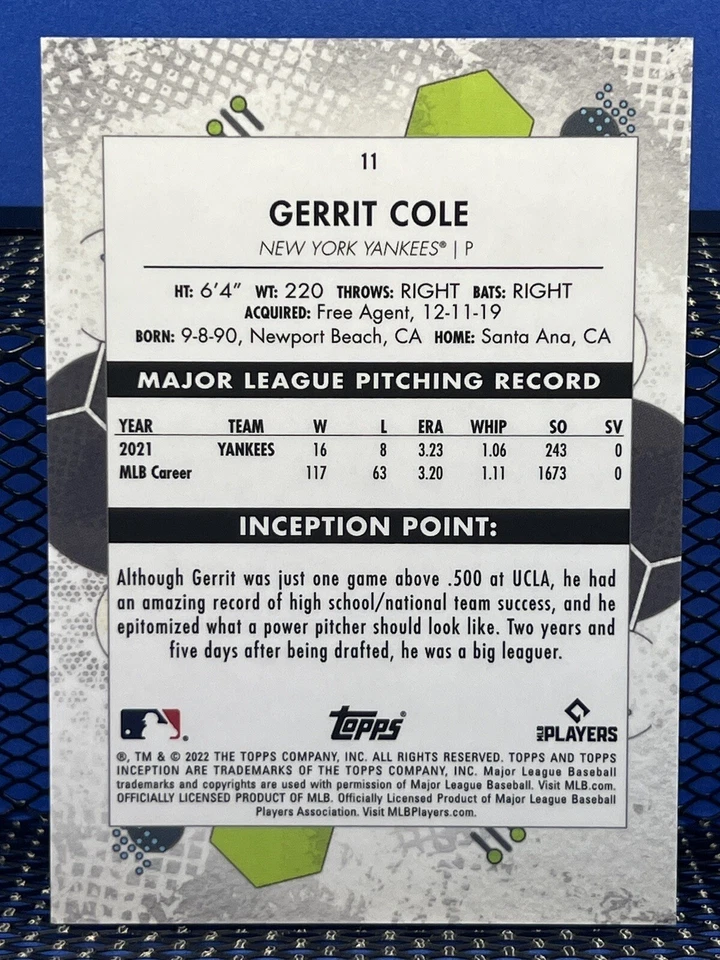 11
GERRIT COLE
NEW YORK YANKEES® | P
HT: 6'4" WT: 220 THROWS: RIGHT BATS: RIGHT
ACQUIRED: Free Agent, 12-11-19
BORN: 9-8-90, Newport Beach, CA HOME: Santa Ana, CA
MAJOR LEAGUE PITCHING RECORD
YEAR TEAM W L ERA WHIP SO SV
2021 YANKEES 16 8 3.23 1.06 243 0
MLB Career 117 63 3.20 1.11 1673 0
INCEPTION POINT:
Although Gerrit was just one game above .500 at UCLA, he had
an amazing record of high school/national team success, and he
epitomized what a power pitcher should look like. Two years and
five days after being drafted, he was a big leaguer.
Topps®
MLB PLAYERS
®, TM & © 2022 THE TOPPS COMPANY, INC. ALL RIGHTS RESERVED. TOPPS AND TOPPS
INCEPTION ARE TRADEMARKS OF THE TOPPS COMPANY, INC. Major League Baseball
trademarks and copyrights are used with permission of Major League Baseball. Visit MLB.com.
OFFICIALLY LICENSED PRODUCT OF MLB. Officially Licensed Product of Major League Baseball
Players Association. Visit MLBPlayers.com.